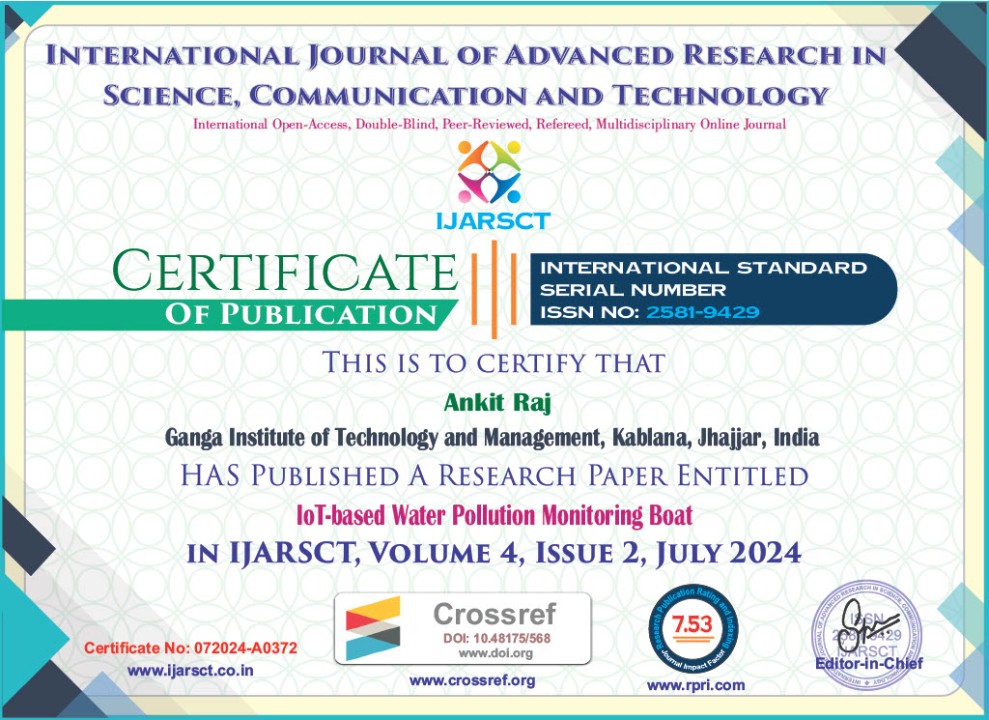 INTERNATIONAL JOURNAL OF ADVANCED RESEARCH IN
SCIENCE, COMMUNICATION AND TECHNOLOGY
International Open-Access, Double-Blind, Peer-Reviewed, Refereed, Multidisciplinary Online Journal
IJARSCT
CERTIFICATE
OF PUBLICATION
INTERNATIONAL STANDARD
SERIAL NUMBER
ISSN NO: 2581-9429
THIS IS TO CERTIFY THAT
Ankit Raj
Ganga Institute of Technology and Management, Kablana, Jhajjar, India
HAS PUBLISHED A RESEARCH PAPER ENTITLED
IoT-based Water Pollution Monitoring Boat
IN IJARSCT, VOLUME 4, ISSUE 2, JULY 2024
Certificate No: 072024-A0372
www.ijarsct.co.in
Crossref
DOI: 10.48175/568
www.doi.org
www.crossref.org
Research Publication Rating and Indexing
7.53
Journal Impact Factor
www.rpri.com
ISSN
IJARSCT
Editor-in-Chief